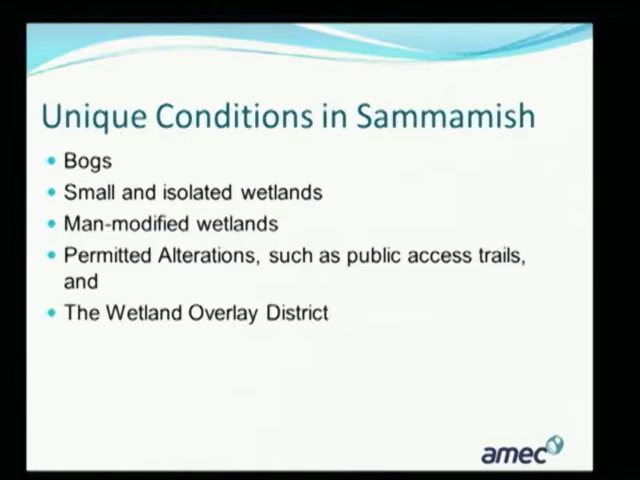 Unique Conditions in Sammamish
Bogs
Small and isolated wetlands
Man-modified wetlands
Permitted Alterations, such as public access trails,
and
The Wetland Overlay District
amec